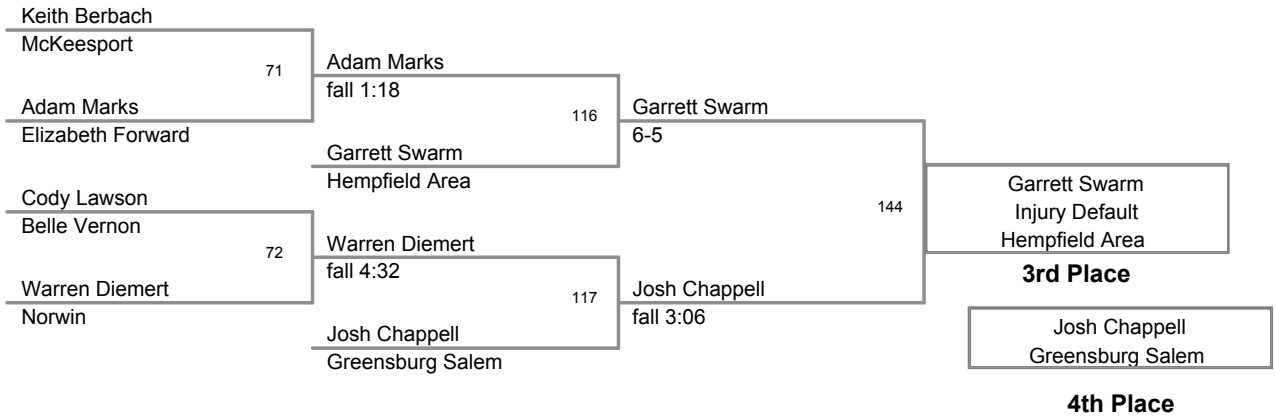 Keith Berbach
McKeesport
71
Adam Marks
fall 1:18
Adam Marks
Elizabeth Forward
116
Garrett Swarm
6-5
Garrett Swarm
Hempfield Area
Cody Lawson
Belle Vernon
72
Warren Diemert
fall 4:32
Warren Diemert
Norwin
117
Josh Chappell
fall 3:06
Josh Chappell
Greensburg Salem
144
Garrett Swarm
Injury Default
Hempfield Area
3rd Place
Josh Chappell
Greensburg Salem
4th Place